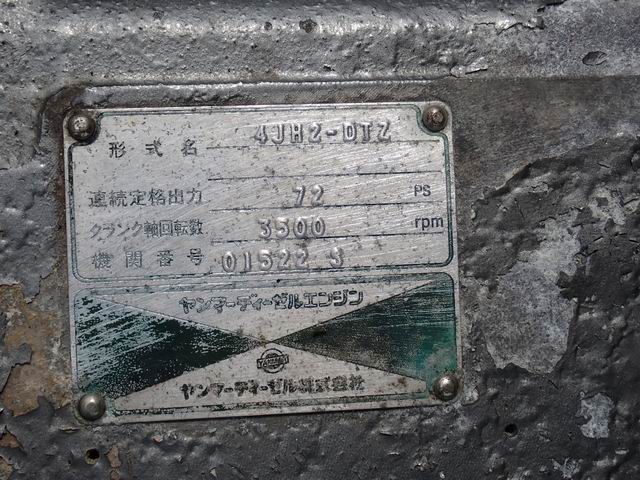 形式名 4JH2-DTZ
連続定格出力 72 PS
クランク軸回転数 3500 rpm
機関番号 01522 S
ヤンマーディーゼルエンジン
YANMAR
ヤンマーディーゼル株式会社